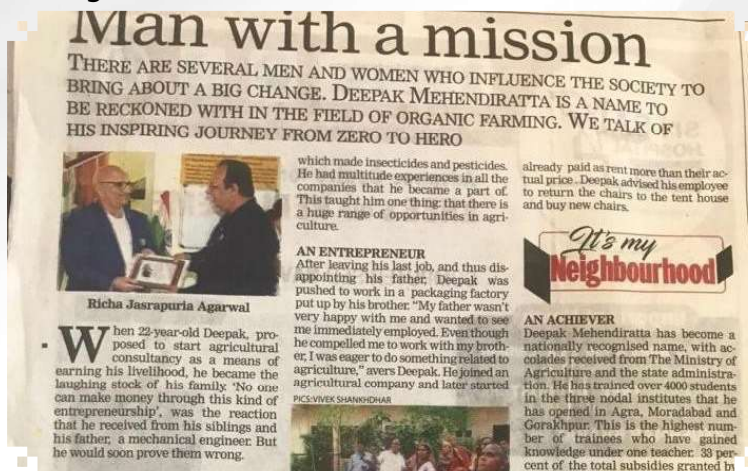 Man with a mission
THERE ARE SEVERAL MEN AND WOMEN WHO INFLUENCE THE SOCIETY TO
BRING ABOUT A BIG CHANGE. DEEPAK MEHENDIRATTA IS A NAME TO
BE RECKONED WITH IN THE FIELD OF ORGANIC FARMING. WE TALK OF
HIS INSPIRING JOURNEY FROM ZERO TO HERO
Richa Jasrapuria Agarwal
When 22-year-old Deepak, pro-
posed to start agricultural
consultancy as a means of
earning his livelihood, he became the
laughing stock of his family. 'No one
can make money through this kind of
entrepreneurship', was the reaction
that he received from his siblings and
his father, a mechanical engineer. But
he would soon prove them wrong.
which made insecticides and pesticides.
He had multitude experiences in all the
companies that he became a part of.
This taught him one thing: that there is
a huge range of opportunities in agri-
culture.
AN ENTREPRENEUR
After leaving his last job, and thus dis-
appointing his father, Deepak was
pushed to work in a packaging factory
put up by his brother. "My father wasn't
very happy with me and wanted to see
me immediately employed. Even though
he compelled me to work with my broth-
er, I was eager to do something related to
agriculture," avers Deepak. He joined an
agricultural company and later started
PICS:VIVEK SHANKHDHAR
already paid as rent more than their ac-
tual price. Deepak advised his employee
to return the chairs to the tent house
and buy new chairs.
It's my
Neighbourhood
AN ACHIEVER
Deepak Mehendiratta has become a
nationally recognised name, with ac-
colades received from The Ministry of
Agriculture and the state administra-
tion. He has trained over 4000 students
in the three nodal institutes that he
has opened in Agra, Moradabad and
Gorakhpur. This is the highest num-
ber of trainees who have gained
knowledge under one teacher. 33 per-
cent of the total subsidies granted by